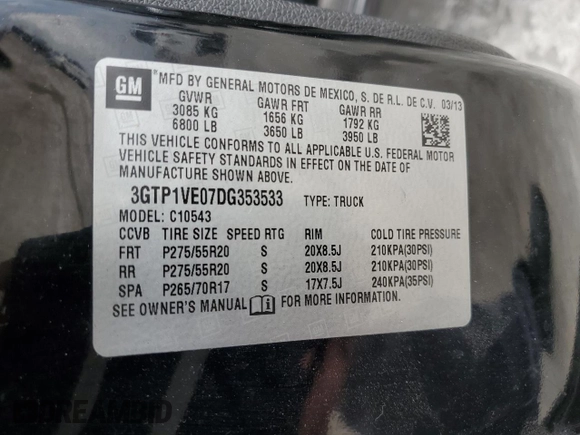 GM
*MFD BY GENERAL MOTORS DE MEXICO, S. DE R.L. DE C.V. 03/13
GVWR GAWR FRT GAWR RR
3085 KG 1656 KG 1792 KG
6800 LB 3650 LB 3950 LB
THIS VEHICLE CONFORMS TO ALL APPLICABLE U.S. FEDERAL MOTOR
VEHICLE SAFETY STANDARDS IN EFFECT ON THE DATE OF
MANUFACTURE SHOWN ABOVE.
3GTP1VE07DG353533 TYPE: TRUCK
MODEL: C10543
CCVB TIRE SIZE SPEED RTG RIM COLD TIRE PRESSURE
FRT P275/55R20 S 20X8.5J 210KPA(30PSI)
RR P275/55R20 S 20X8.5J 210KPA(30PSI)
SPA P265/70R17 S 17X7.5J 240KPA(35PSI)
SEE OWNER'S MANUAL FOR MORE INFORMATION.
DREAMBID